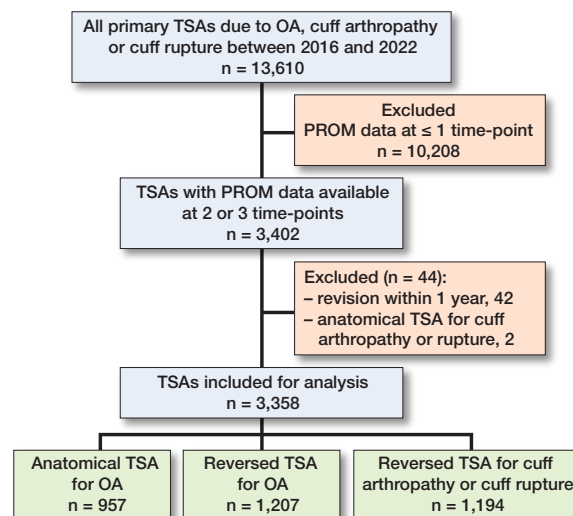 All primary TSAs due to OA, cuff arthropathy
or cuff rupture between 2016 and 2022
n = 13,610
Excluded
PROM data at ≤ 1 time-point
n = 10,208
TSAs with PROM data available
at 2 or 3 time-points
n = 3,402
Excluded (n = 44):
– revision within 1 year, 42
– anatomical TSA for cuff
arthropathy or rupture, 2
TSAs included for analysis
n = 3,358
Anatomical TSA
for OA
n = 957
Reversed TSA
for OA
n = 1,207
Reversed TSA for cuff
arthropathy or cuff rupture
n = 1,194